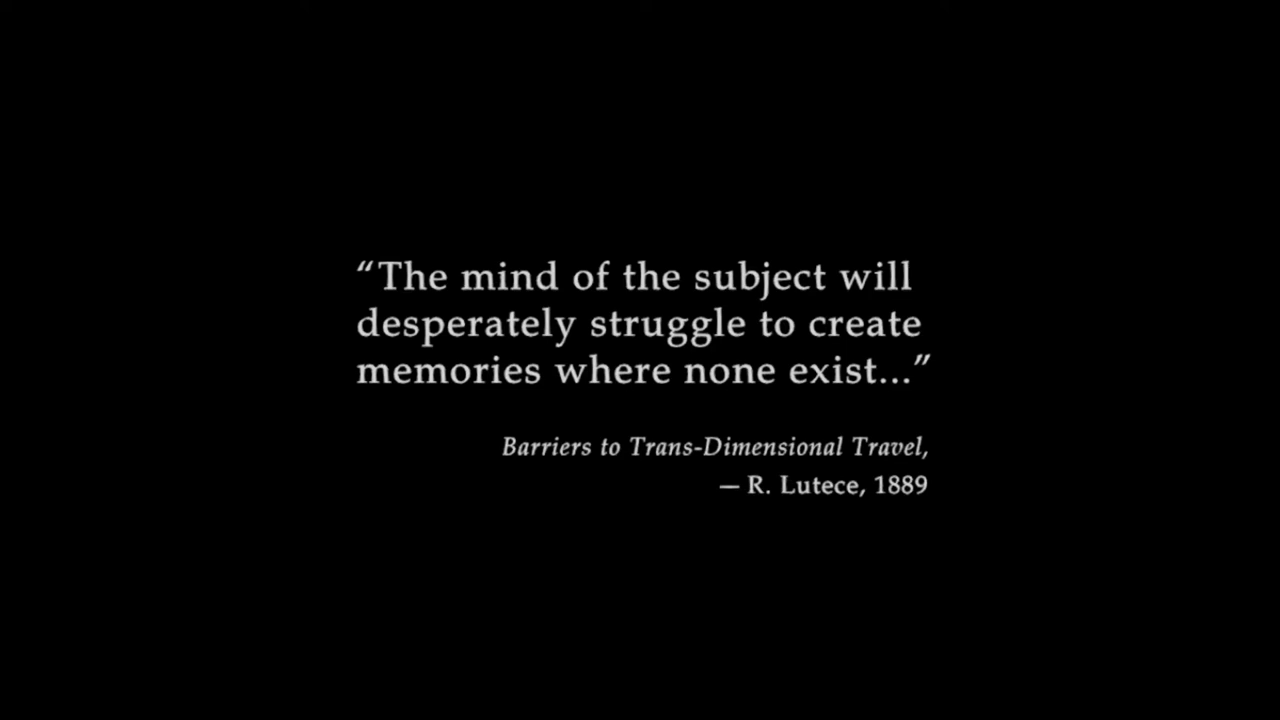 “The mind of the subject will
desperately struggle to create
memories where none exist...”
Barriers to Trans-Dimensional Travel,
— R. Lutece, 1889